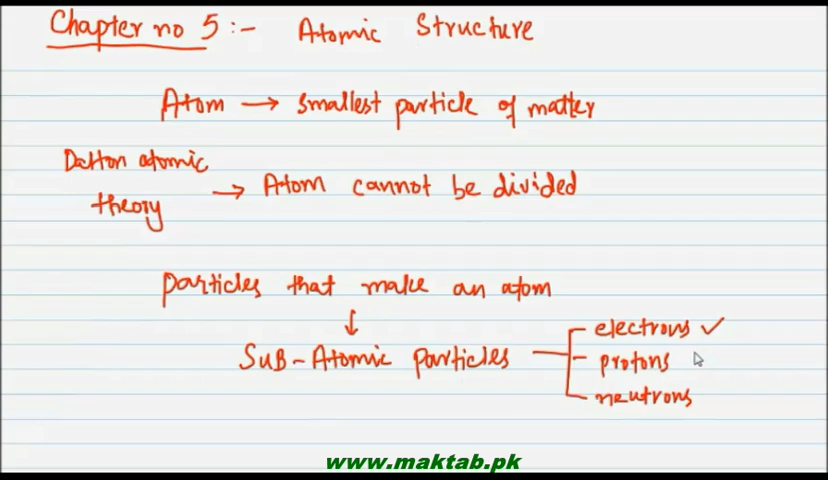 Chapter no 5 :- Atomic Structure
Atom → smallest particle of matter
Dalton atomic
theory → Atom cannot be divided
particles that make an atom
↓
electrons ✓
Sub-Atomic particles protons
neutrons
www.maktab.pk